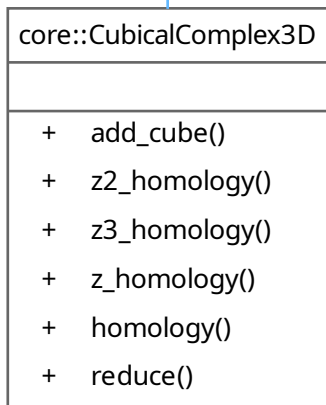 core::CubicalComplex3D
+ add_cube()
+ z2_homology()
+ z3_homology()
+ z_homology()
+ homology()
+ reduce()